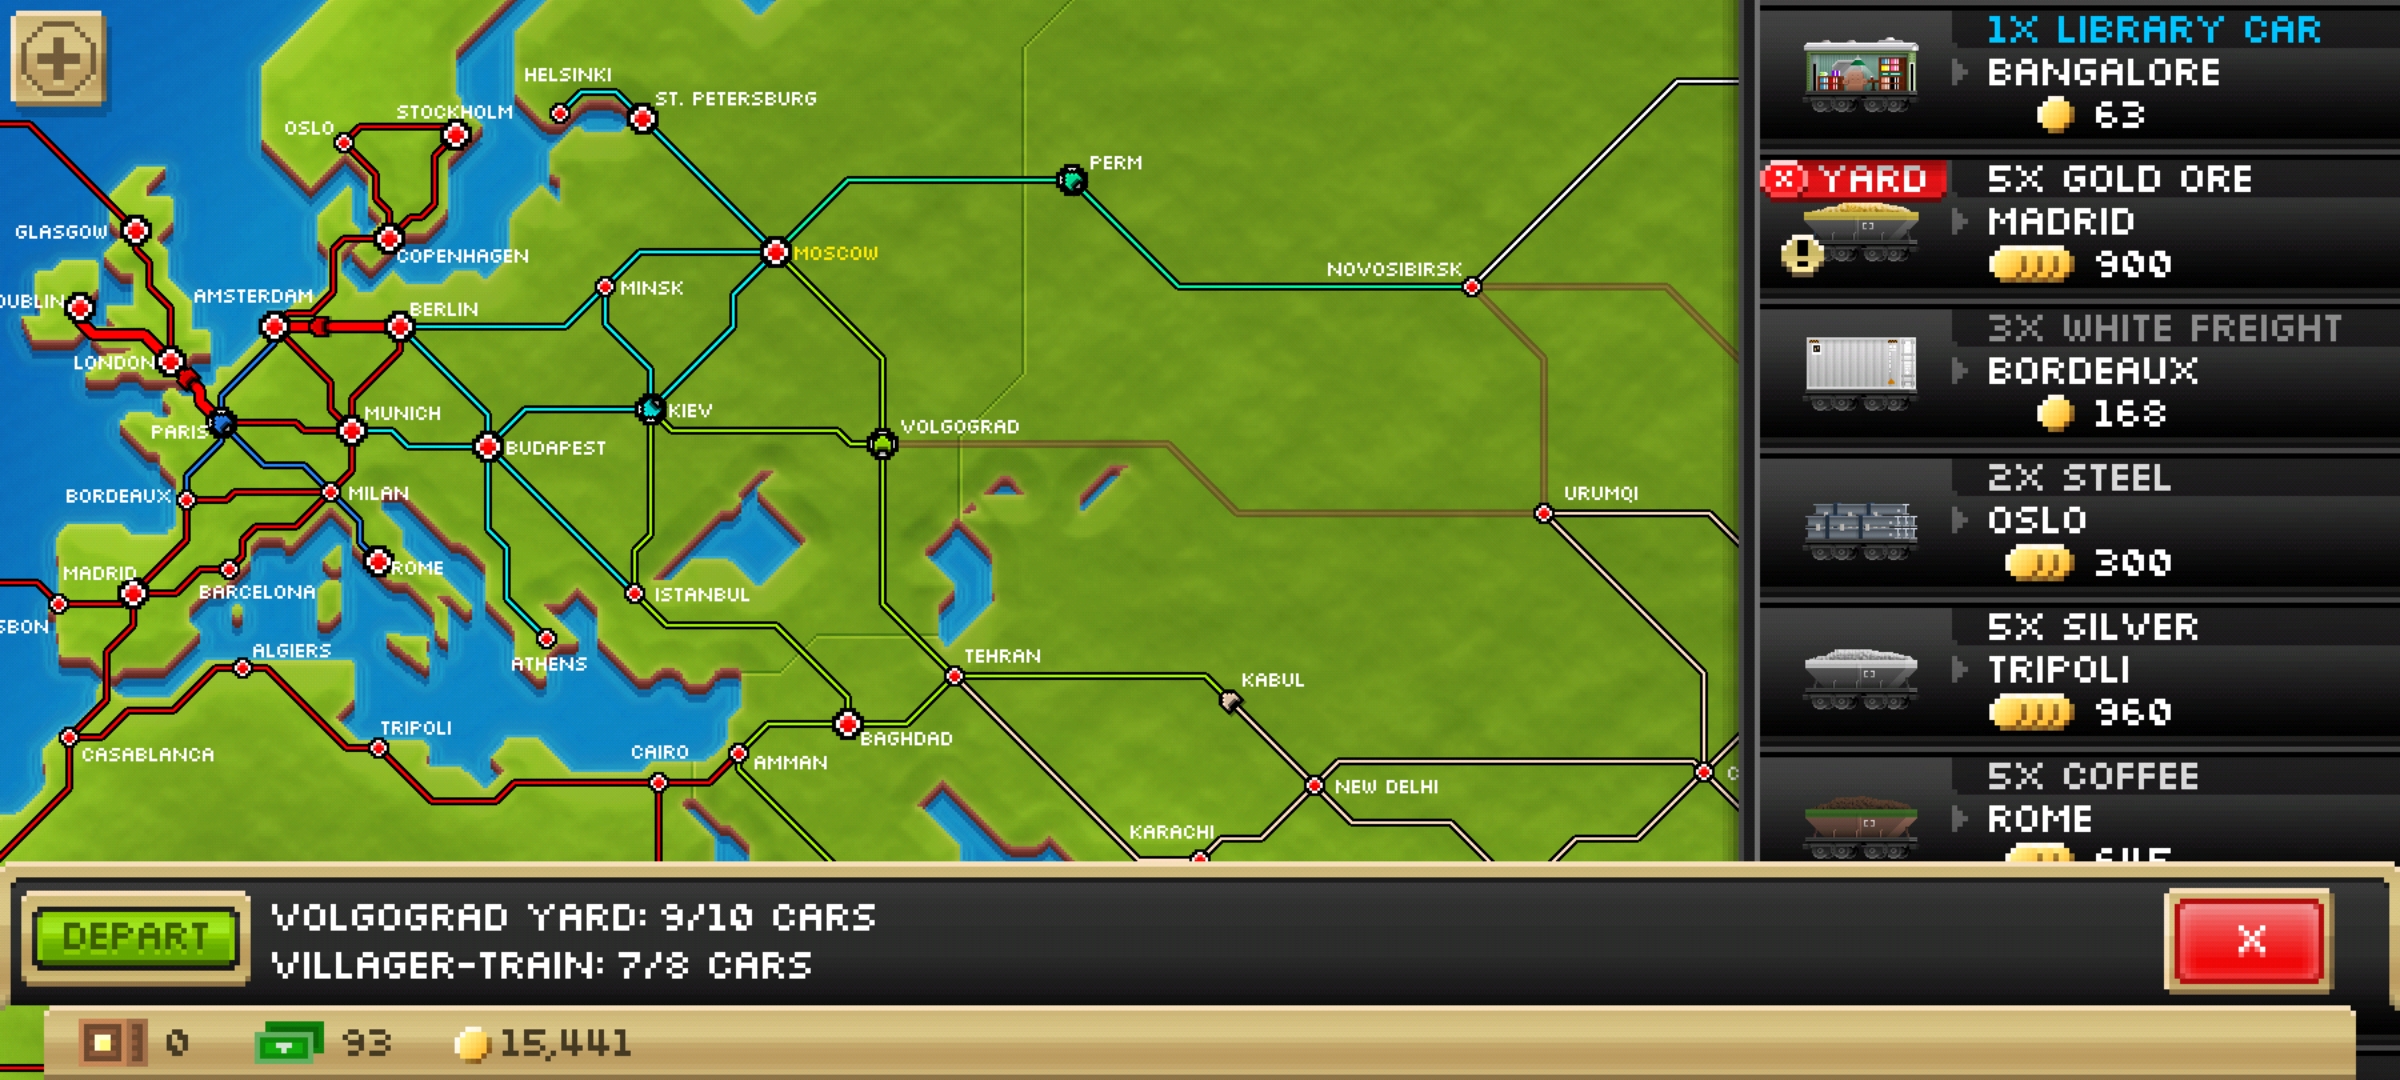 HELSINKI
ST. PETERSBURG
STOCKHOLM
OSLO
PERM
GLASGOW
COPENHAGEN
MOSCOW
NOVOSIBIRSK
MINSK
AMSTERDAM
BERLIN
LONDON
MUNICH
KIEV
PARIS
BUDAPEST
VOLGOGRAD
BORDEAUX
MILAN
URUMQI
MADRID
ROME
BARCELONA
ISTANBUL
ALGIERS
ATHENS
TEHRAN
KABUL
TRIPOLI
CASABLANCA
CAIRO
AMMAN
BAGHDAD
NEW DELHI
KARACHI
1X LIBRARY CAR
BANGALORE
63
YARD
5X GOLD ORE
MADRID
900
3X WHITE FREIGHT
BORDEAUX
168
2X STEEL
OSLO
300
5X SILVER
TRIPOLI
960
5X COFFEE
ROME
DEPART
VOLGOGRAD YARD: 9/10 CARS
VILLAGER-TRAIN: 7/8 CARS
X
0
93
15,441